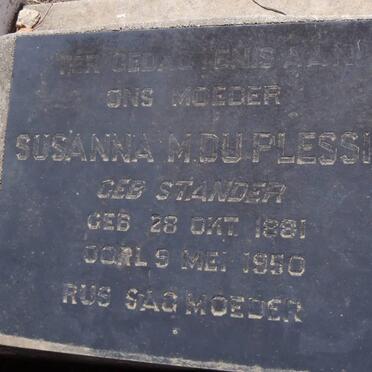 TER GEDAGTENIS AAN
ONS MOEDER
SUSANNA M. DU PLESSI
GEB STANDER
GEB 28 OKT 1881
OORL 9 MEI 1950
RUS SAG MOEDER